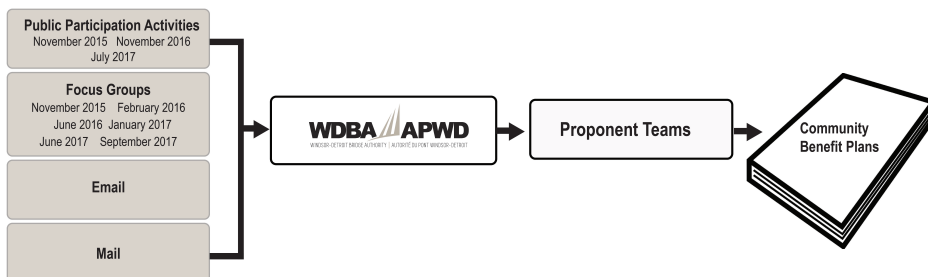 Public Participation Activities
November 2015 November 2016
July 2017
Focus Groups
November 2015 February 2016
June 2016 January 2017
June 2017 September 2017
Email
Mail
WDBA APWD
WINDSOR-DETROIT BRIDGE AUTHORITY | AUTORITÉ DU PONT WINDSOR-DETROIT
Proponent Teams
Community
Benefit Plans